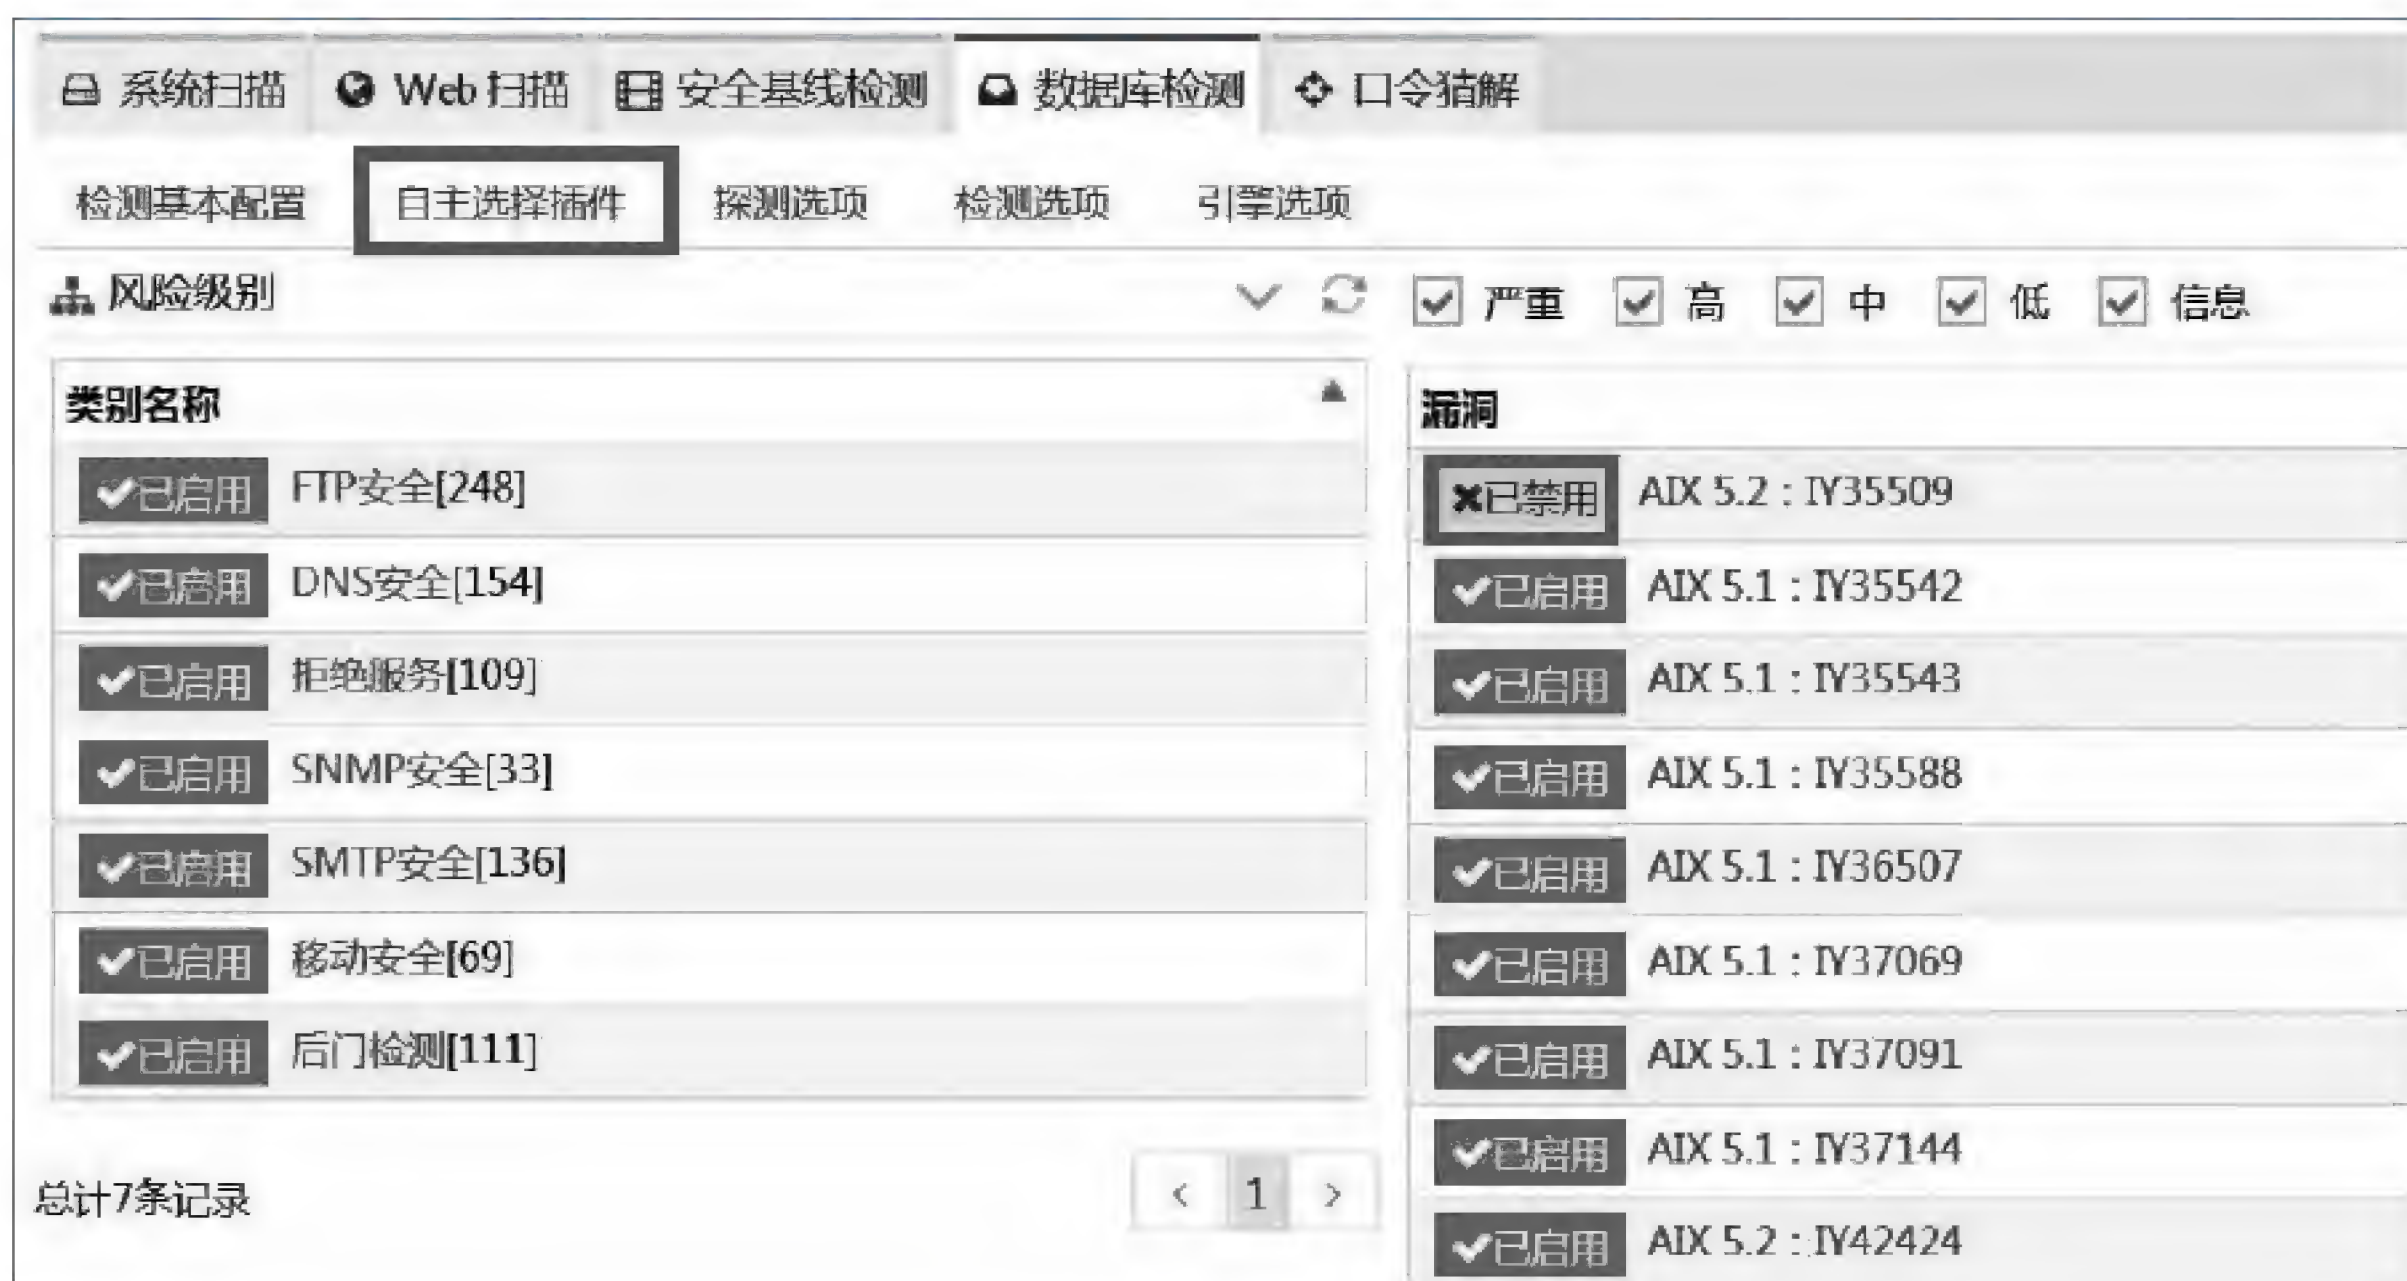 系统扫描 Web 扫描 安全基线检测 数据库检测 口令猜解
检测基本配置 自主选择插件 探测选项 检测选项 引擎选项
风险级别
严重 高 中 低 信息
类别名称
已启用 FTP安全[248]
已启用 DNS安全[154]
已启用 拒绝服务[109]
已启用 SNMP安全[33]
已启用 SMTP安全[136]
已启用 移动安全[69]
已启用 后门检测[111]
总计7条记录
< 1 >
漏洞
已禁用 AIX 5.2 : IY35509
已启用 AIX 5.1 : IY35542
已启用 AIX 5.1 : IY35543
已启用 AIX 5.1 : IY35588
已启用 AIX 5.1 : IY36507
已启用 AIX 5.1 : IY37069
已启用 AIX 5.1 : IY37091
已启用 AIX 5.1 : IY37144
已启用 AIX 5.2 : IY42424